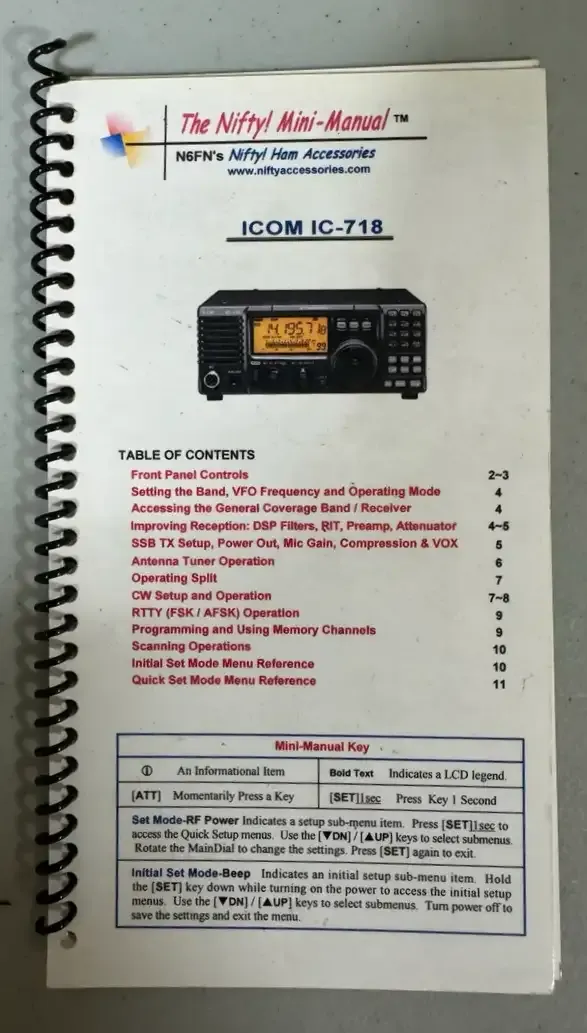 The Nifty! Mini-Manual ™
N6FN's Nifty! Ham Accessories
www.niftyaccessories.com
ICOM IC-718
TABLE OF CONTENTS
Front Panel Controls 2~3
Setting the Band, VFO Frequency and Operating Mode 4
Accessing the General Coverage Band / Receiver 4
Improving Reception: DSP Filters, RIT, Preamp, Attenuator 4~5
SSB TX Setup, Power Out, Mic Gain, Compression & VOX 5
Antenna Tuner Operation 6
Operating Split 7
CW Setup and Operation 7~8
RTTY (FSK / AFSK) Operation 9
Programming and Using Memory Channels 9
Scanning Operations 10
Initial Set Mode Menu Reference 10
Quick Set Mode Menu Reference 11
Mini-Manual Key
ⓘ An Informational Item Bold Text Indicates a LCD legend.
[ATT] Momentarily Press a Key [SET]1sec Press Key 1 Second
Set Mode-RF Power Indicates a setup sub-menu item. Press [SET]1sec to
access the Quick Setup menus. Use the [▼DN] / [▲UP] keys to select submenus.
Rotate the MainDial to change the settings. Press [SET] again to exit.
Initial Set Mode-Beep Indicates an initial setup sub-menu item. Hold
the [SET] key down while turning on the power to access the initial setup
menus. Use the [▼DN] / [▲UP] keys to select submenus. Turn power off to
save the settings and exit the menu.